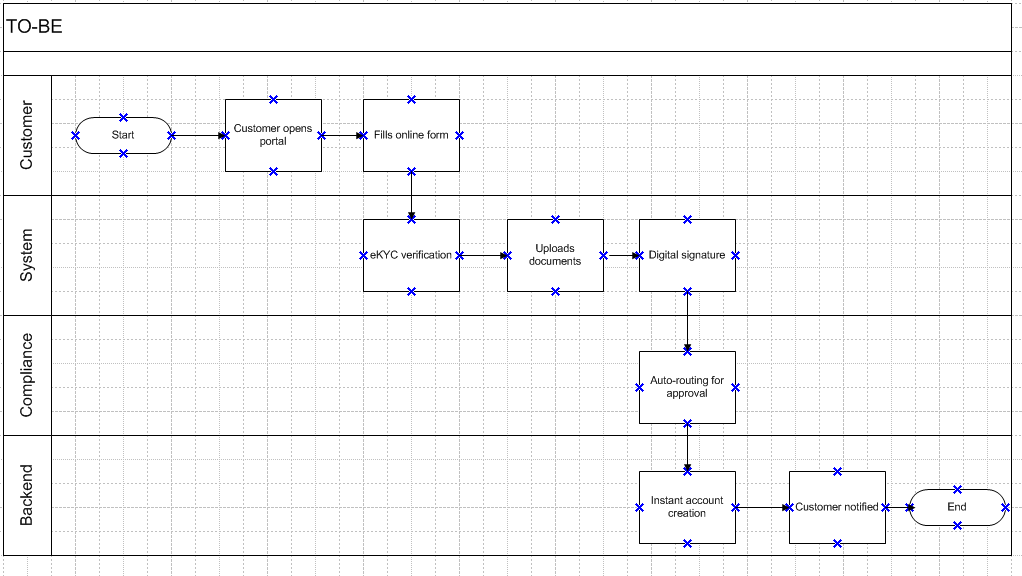 TO-BE
Customer
Start
Customer opens
portal
Fills online form
System
eKYC verification
Uploads
documents
Digital signature
Compliance
Auto-routing for
approval
Backend
Instant account
creation
Customer notified
End